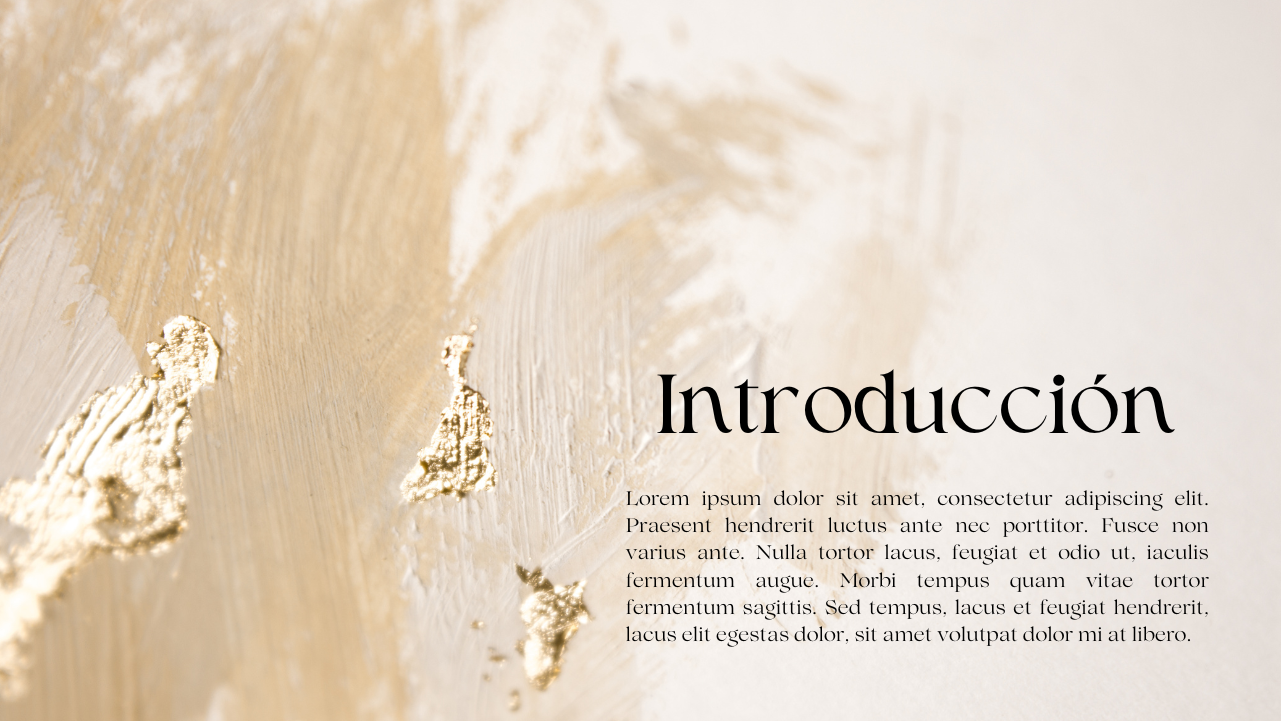 Introducción
Lorem ipsum dolor sit amet, consectetur adipiscing elit.
Praesent hendrerit luctus ante nec porttitor. Fusce non
varius ante. Nulla tortor lacus, feugiat et odio ut, iaculis
fermentum augue. Morbi tempus quam vitae tortor
fermentum sagittis. Sed tempus, lacus et feugiat hendrerit,
lacus elit egestas dolor, sit amet volutpat dolor mi at libero.